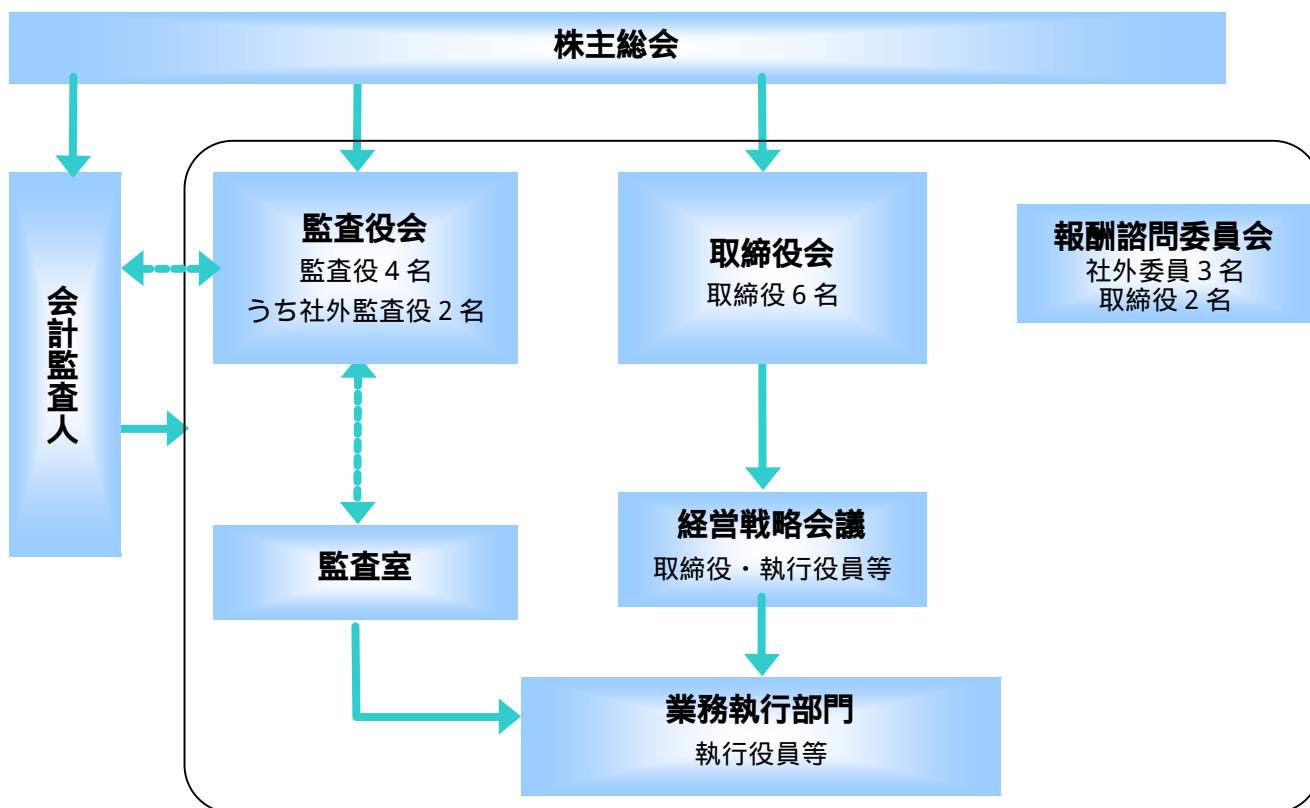 株主総会
会計監査人
監査役会
監査役4名
うち社外監査役2名
取締役会
取締役6名
報酬諮問委員会
社外委員3名
取締役2名
監査室
経営戦略会議
取締役・執行役員等
業務執行部門
執行役員等